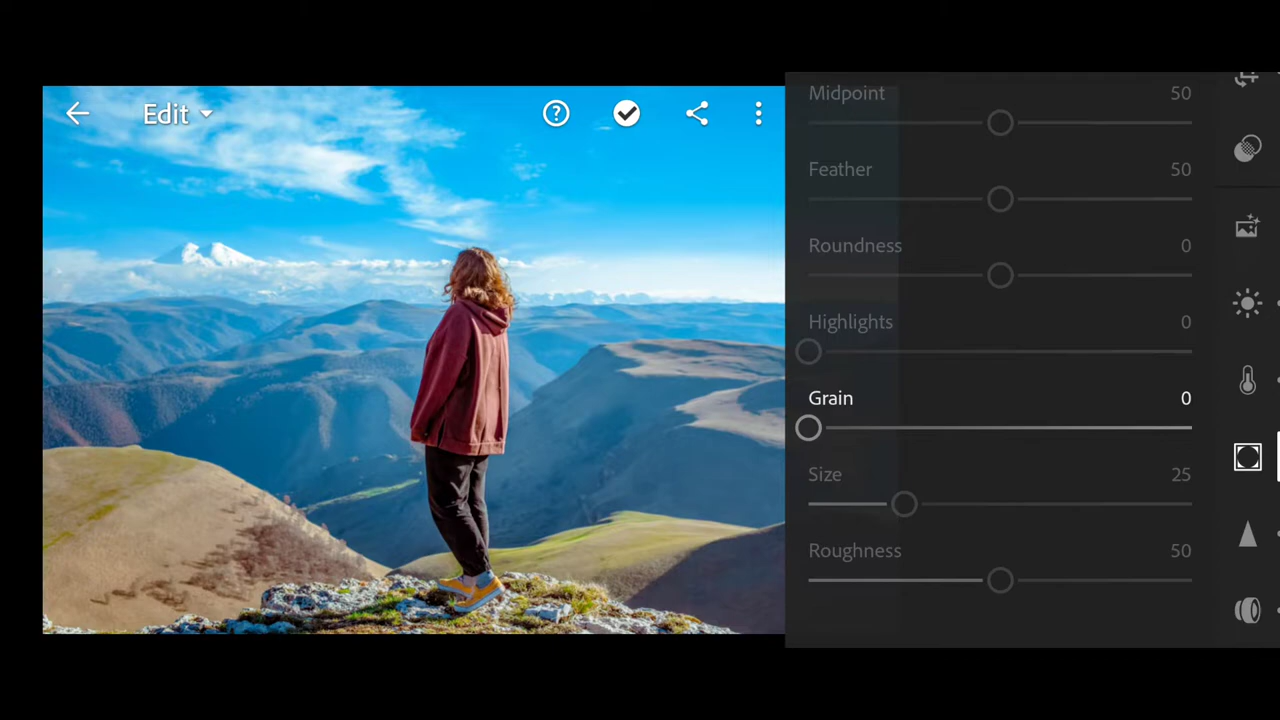 Edit
Midpoint 50
Feather 50
Roundness 0
Highlights 0
Grain 0
Size 25
Roughness 50